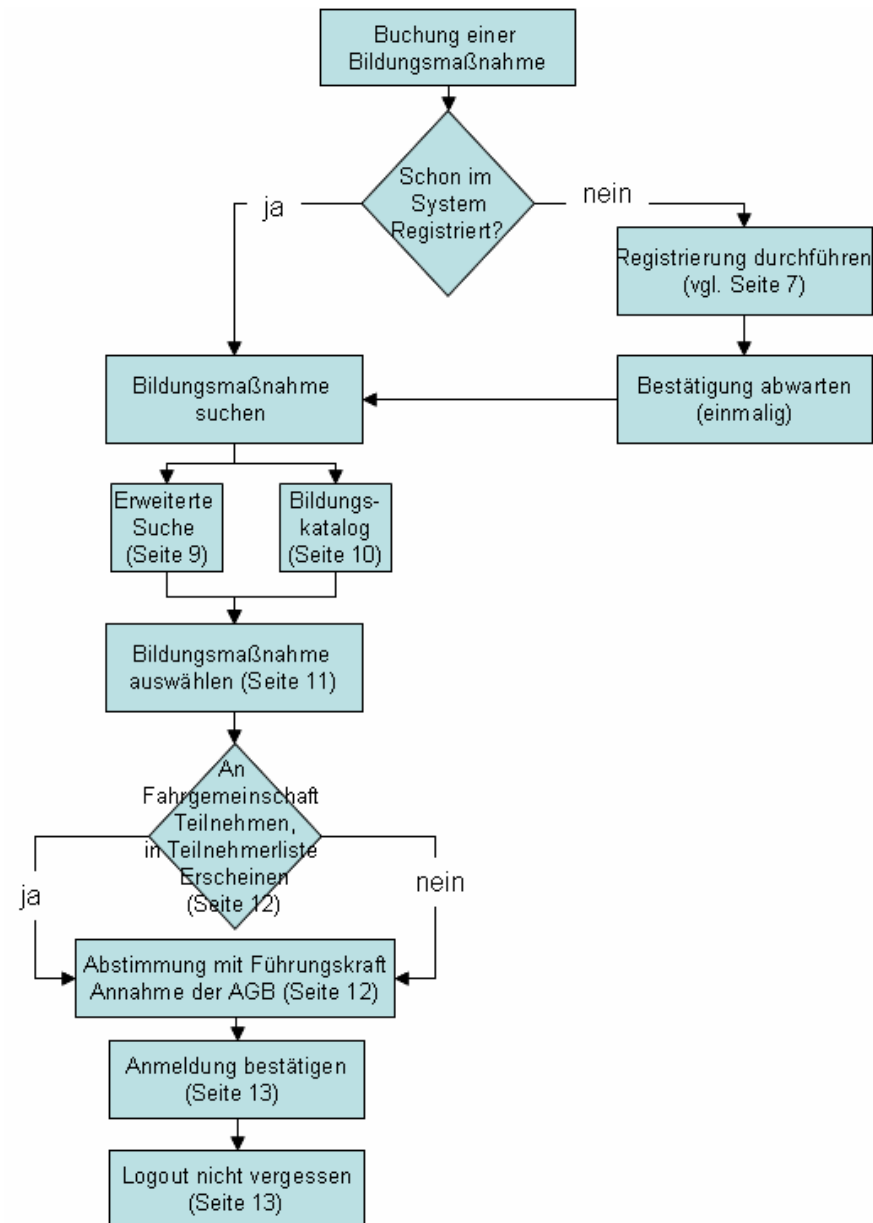 Buchung einer
Bildungsmaßnahme
Schon im
System
Registriert?
ja
nein
Registrierung durchführen
(vgl. Seite 7)
Bestätigung abwarten
(einmalig)
Bildungsmaßnahme
suchen
Erweiterte
Suche
(Seite 9)
Bildungs-
katalog
(Seite 10)
Bildungsmaßnahme
auswählen (Seite 11)
An
Fahrgemeinschaft
Teilnehmen,
in Teilnehmerliste
Erscheinen
(Seite 12)
ja
nein
Abstimmung mit Führungskraft
Annahme der AGB (Seite 12)
Anmeldung bestätigen
(Seite 13)
Logout nicht vergessen
(Seite 13)